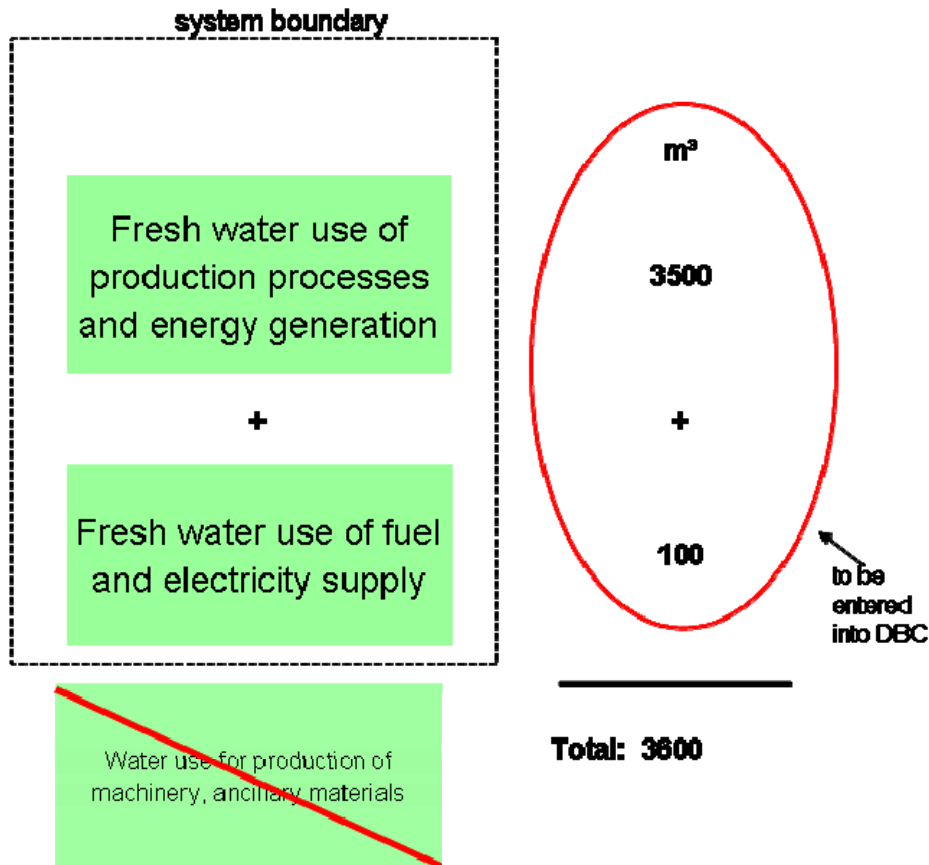 system boundary
Fresh water use of
production processes
and energy generation
+
Fresh water use of fuel
and electricity supply
Water use for production of
machinery, ancillary materials
m³
3500
+
100
to be
entered
into DBC
Total: 3600